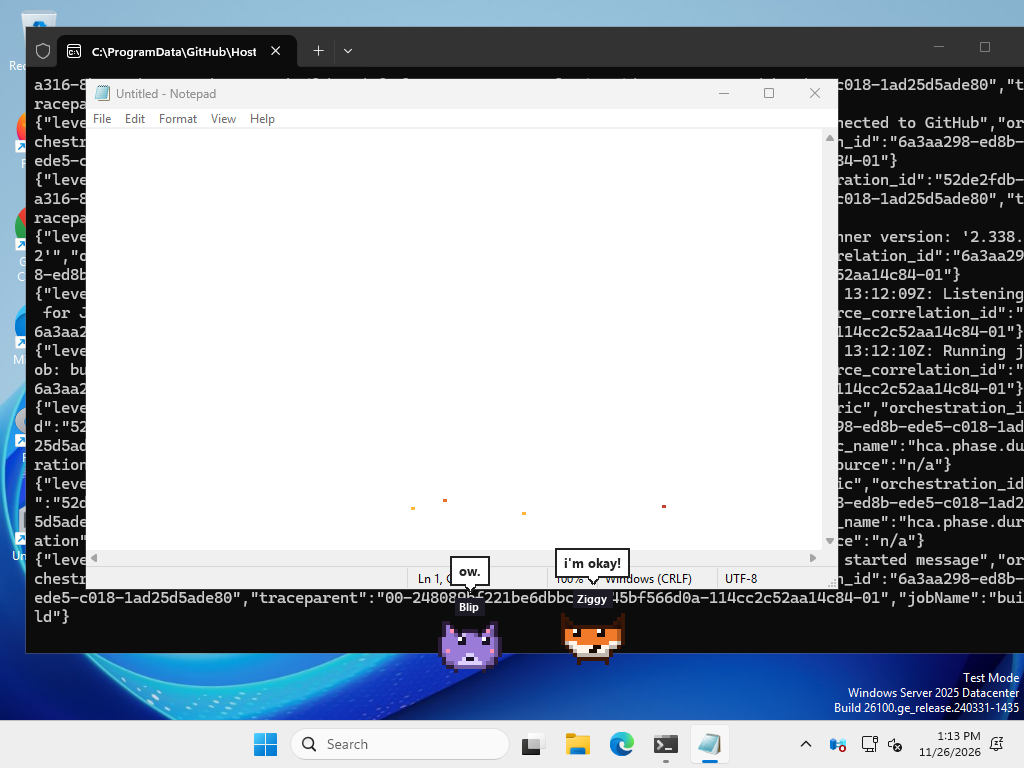 C:\ProgramData\GitHub\Host
Untitled - Notepad
File Edit Format View Help
c018-1ad25d5ade80","t
racepa
{"leve nected to GitHub","or
chestr n_id":"6a3aa298-ed8b-
ede5-c 84-01"}
{"leve ration_id":"52de2fdb-
a316-8 c018-1ad25d5ade80","t
racepa
{"leve nner version: '2.338.
2'","o relation_id":"6a3aa29
8-ed8b 52aa14c84-01"}
{"leve 13:12:09Z: Listening
for J rce_correlation_id":"
6a3aa2 114cc2c52aa14c84-01"}
{"leve 13:12:10Z: Running j
ob: bu rce_correlation_id":"
6a3aa2 114cc2c52aa14c84-01"}
{"leve ric","orchestration_i
d":"52 98-ed8b-ede5-c018-1ad
25d5ad c_name":"hca.phase.du
ration ource":"n/a"}
{"leve ic","orchestration_id
":"52d 8-ed8b-ede5-c018-1ad2
5d5ade _name":"hca.phase.dur
ation" ce":"n/a"}
{"leve started message","or
chestr n_id":"6a3aa298-ed8b-
ede5-c018-1ad25d5ade80","traceparent":"00-248089 f221be6dbbc 45bf566d0a-114cc2c52aa14c84-01","jobName":"bui
ld"}
Ln 1, 100% Windows (CRLF) UTF-8
ow.
Blip
i'm okay!
Ziggy
Test Mode
Windows Server 2025 Datacenter
Build 26100.ge_release.240331-1435
Search
1:13 PM
11/26/2026